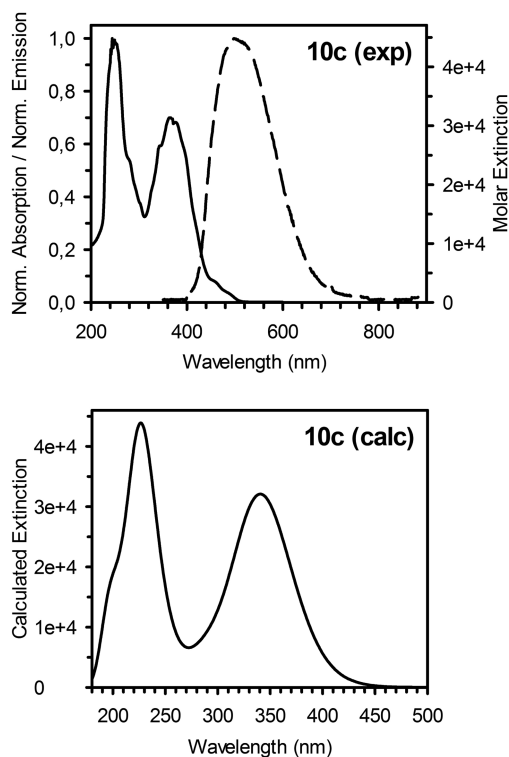 10c (exp)
Norm. Absorption / Norm. Emission
1,0
0,8
0,6
0,4
0,2
0,0
Molar Extinction
4e+4
3e+4
2e+4
1e+4
0
200 400 600 800
Wavelength (nm)
10c (calc)
Calculated Extinction
4e+4
3e+4
2e+4
1e+4
0
200 250 300 350 400 450 500
Wavelength (nm)